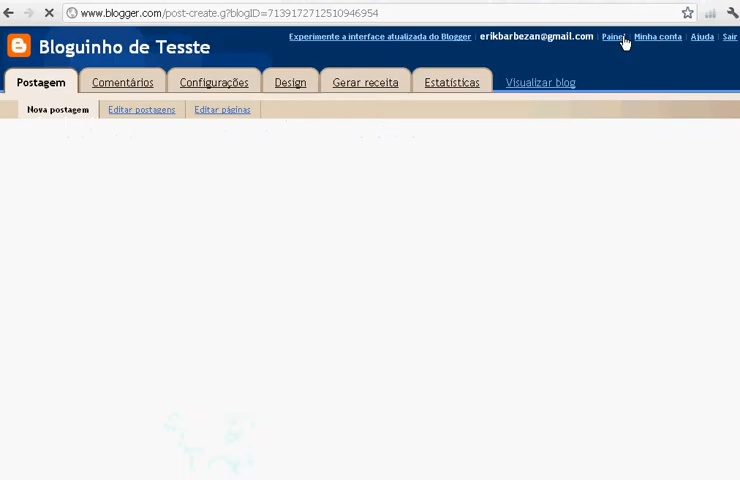 www.blogger.com/post-create.g?blogID=7139172712510946954
Experimente a interface atualizada do Blogger | erikbarbezan@gmail.com | Painel | Minha conta | Ajuda | Sair
Bloguinho de Tesste
Postagem Comentários Configurações Design Gerar receita Estatísticas Visualizar blog
Nova postagem Editar postagens Editar páginas